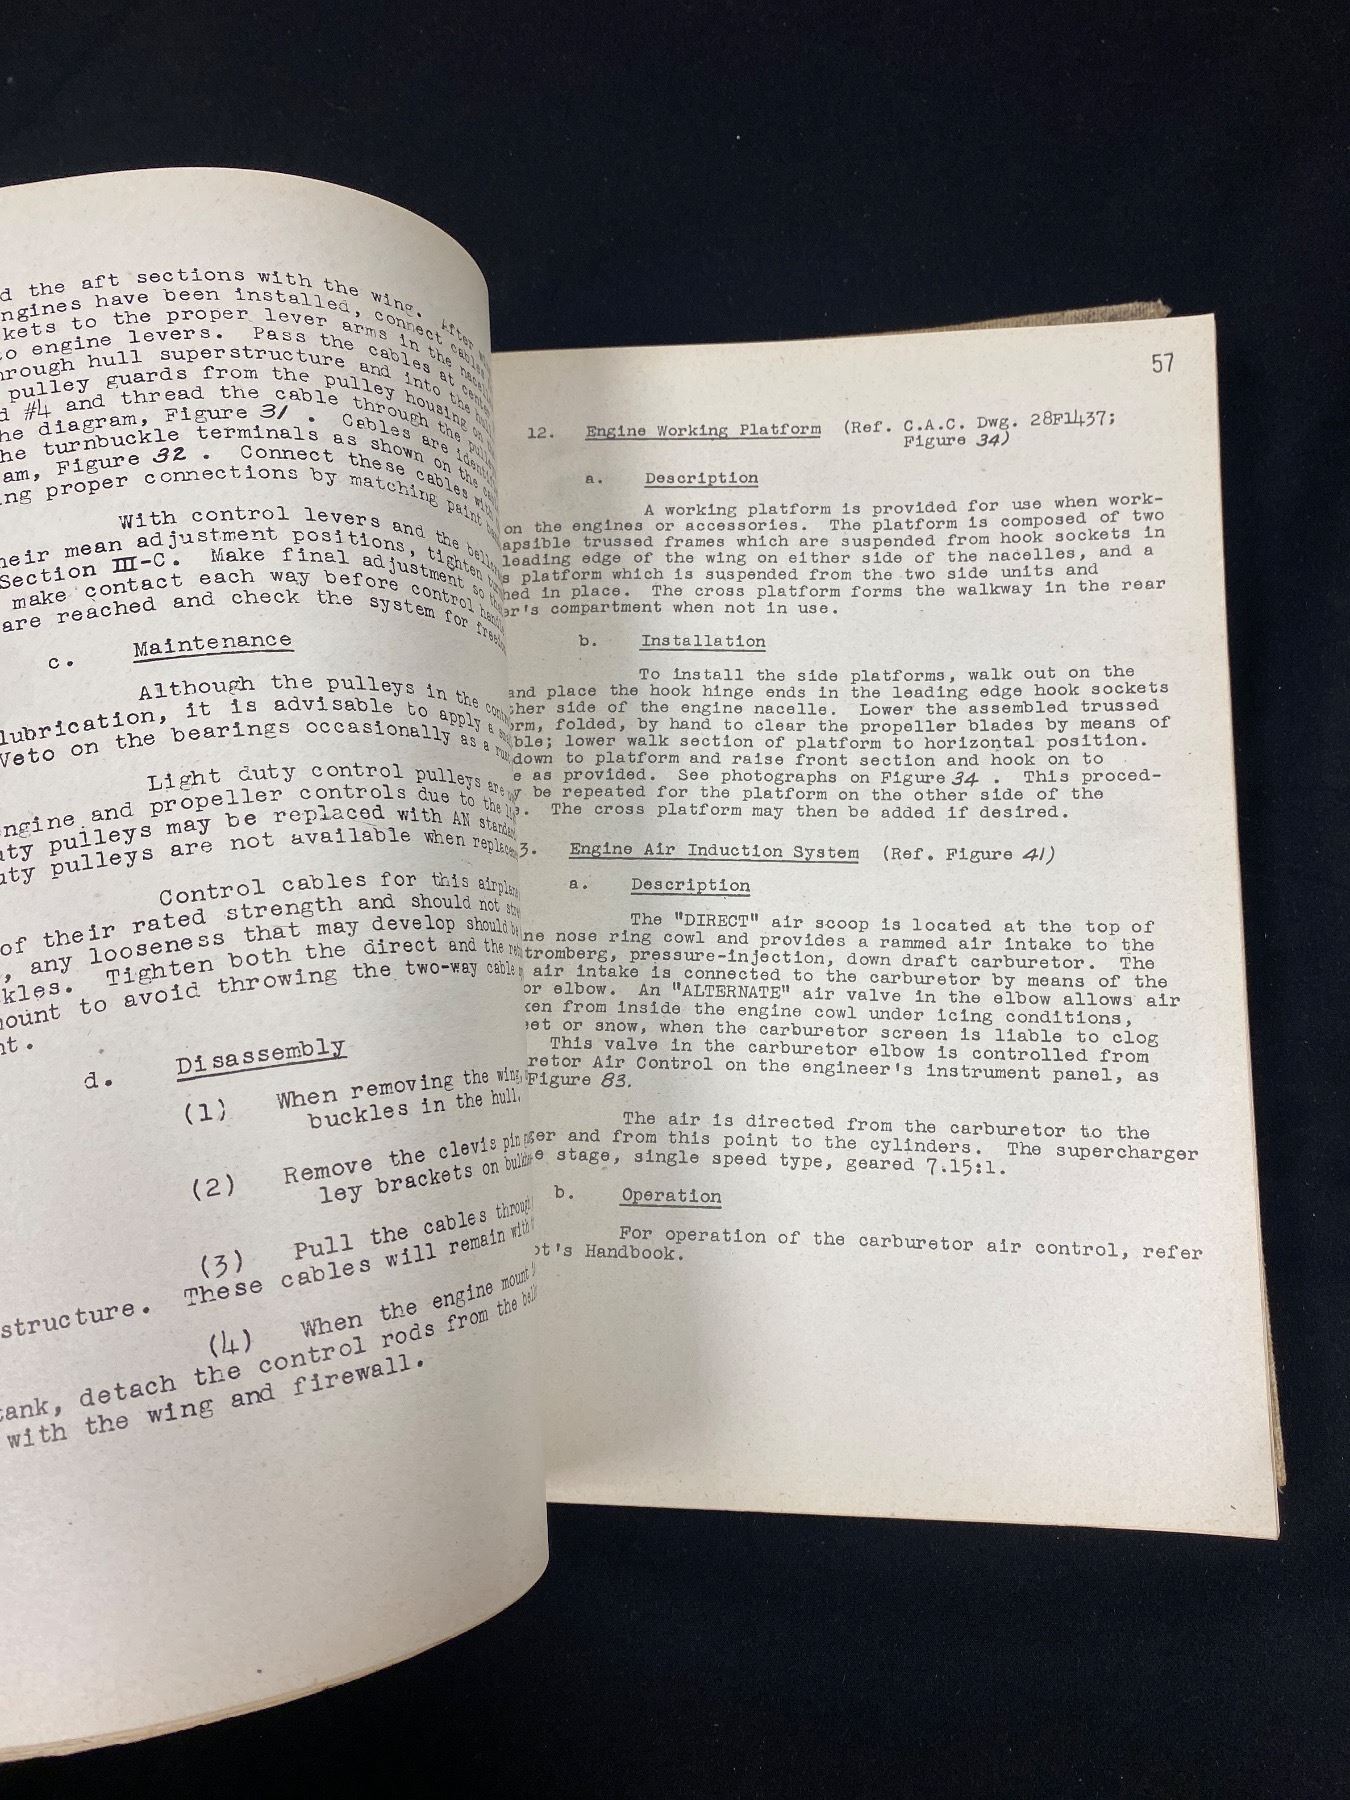 d the aft sections with the wing. After
ngines have been installed, connect
kets to the proper lever arms in the
o engine levers. Pass the cables at
rough hull superstructure and into the
pulley guards from the pulley housing on
d #4 and thread the cable through the
he diagram, Figure 31 . Cables are
he turnbuckle terminals as shown on the
am, Figure 32 . Connect these cables
ng proper connections by matching paint
With control levers and the
heir mean adjustment positions, tighten
Section III-C. Make final adjustment so
make contact each way before control
are reached and check the system for
c. Maintenance
Although the pulleys in the
lubrication, it is advisable to apply a
Veto on the bearings occasionally as a
Light duty control pulleys are
ngine and propeller controls due to the
ty pulleys may be replaced with AN
uty pulleys are not available when
Control cables for this
of their rated strength and should not
, any looseness that may develop should
kles. Tighten both the direct and the
mount to avoid throwing the two-way cable
nt.
d. Disassembly
(1) When removing the wing,
buckles in the hull.
(2) Remove the clevis pin
ley brackets on
(3) Pull the cables
structure. These cables will remain
(4) When the engine mount
tank, detach the control rods from the
with the wing and firewall.
57
12. Engine Working Platform (Ref. C.A.C. Dwg. 28F1437;
Figure 34)
a. Description
A working platform is provided for use when work-
on the engines or accessories. The platform is composed of two
apsible trussed frames which are suspended from hook sockets in
leading edge of the wing on either side of the nacelles, and a
s platform which is suspended from the two side units and
hed in place. The cross platform forms the walkway in the rear
er's compartment when not in use.
b. Installation
To install the side platforms, walk out on the
and place the hook hinge ends in the leading edge hook sockets
ther side of the engine nacelle. Lower the assembled trussed
orm, folded, by hand to clear the propeller blades by means of
ble; lower walk section of platform to horizontal position.
down to platform and raise front section and hook on to
e as provided. See photographs on Figure 34 . This proced-
y be repeated for the platform on the other side of the
. The cross platform may then be added if desired.
3. Engine Air Induction System (Ref. Figure 41)
a. Description
The "DIRECT" air scoop is located at the top of
ne nose ring cowl and provides a rammed air intake to the
tromberg, pressure-injection, down draft carburetor. The
air intake is connected to the carburetor by means of the
or elbow. An "ALTERNATE" air valve in the elbow allows air
ken from inside the engine cowl under icing conditions,
eet or snow, when the carburetor screen is liable to clog
This valve in the carburetor elbow is controlled from
retor Air Control on the engineer's instrument panel, as
Figure 83.
The air is directed from the carburetor to the
ger and from this point to the cylinders. The supercharger
e stage, single speed type, geared 7.15:1.
b. Operation
For operation of the carburetor air control, refer
ot's Handbook.